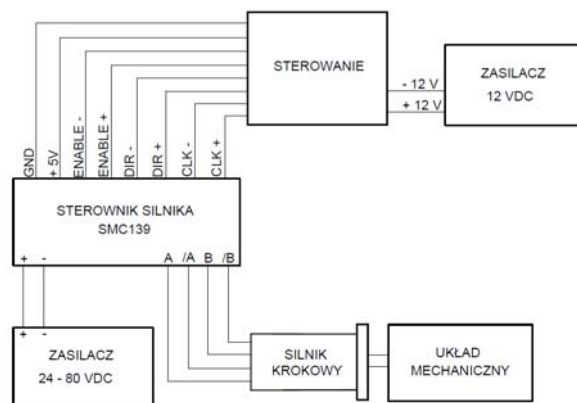 STEROWANIE
ZASILACZ
12 VDC
- 12 V
+ 12 V
GND
+ 5V
ENABLE -
ENABLE +
DIR -
DIR +
CLK -
CLK +
STEROWNIK SILNIKA
SMC139
+ - A /A B /B
+ -
ZASILACZ
24 - 80 VDC
SILNIK
KROKOWY
UKŁAD
MECHANICZNY